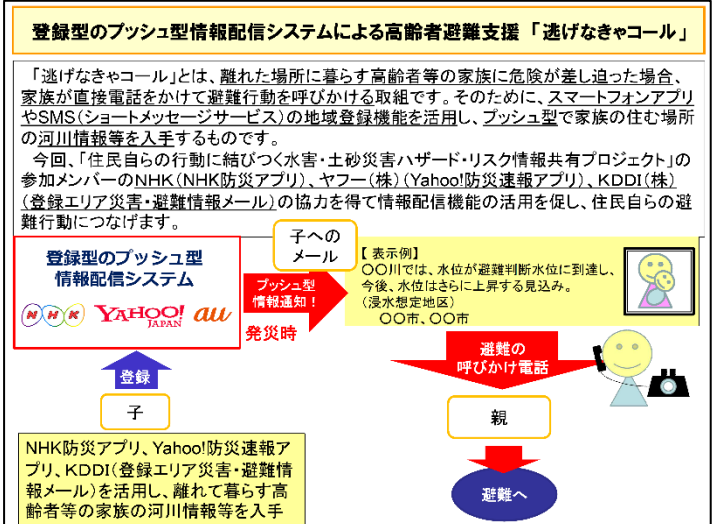 登録型のプッシュ型情報配信システムによる高齢者避難支援 「逃げなきゃコール」
「逃げなきゃコール」とは、離れた場所に暮らす高齢者等の家族に危険が差し迫った場合、
家族が直接電話をかけて避難行動を呼びかける取組です。そのために、スマートフォンアプリ
やSMS(ショートメッセージサービス)の地域登録機能を活用し、プッシュ型で家族の住む場所
の河川情報等を入手するものです。
今回、「住民自らの行動に結びつく水害・土砂災害ハザード・リスク情報共有プロジェクト」の
参加メンバーのNHK(NHK防災アプリ)、ヤフー(株)(Yahoo!防災速報アプリ)、KDDI(株)
(登録エリア災害・避難情報メール)の協力を得て情報配信機能の活用を促し、住民自らの避
難行動につなげます。
登録型のプッシュ型
情報配信システム
NHK YAHOO! JAPAN au
プッシュ型
情報通知!
発災時
子への
メール
【 表示例】
〇〇川では、水位が避難判断水位に到達し、
今後、水位はさらに上昇する見込み。
(浸水想定地区)
〇〇市、〇〇市
避難の
呼びかけ電話
登録
子
親
NHK防災アプリ、Yahoo!防災速報ア
プリ、KDDI(登録エリア災害・避難情
報メール)を活用し、離れて暮らす高
齢者等の家族の河川情報等を入手
避難へ